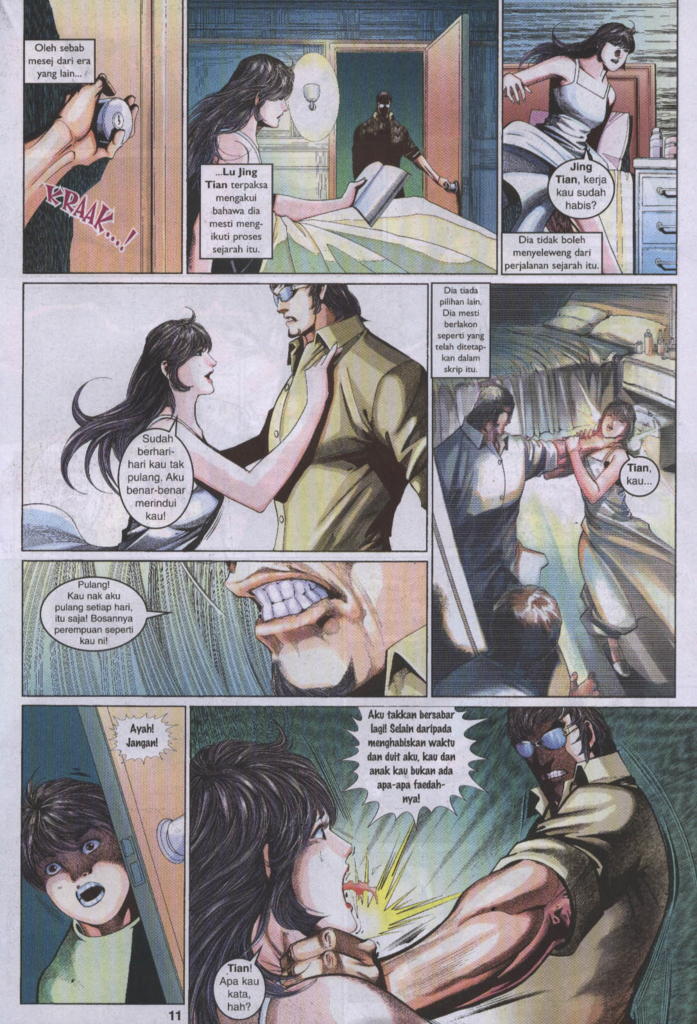 Oleh sebab
mesej dari era
yang lain...
KRAAK...!
...Lu Jing
Tian terpaksa
mengakui
bahawa dia
mesti meng-
ikuti proses
sejarah itu.
Jing
Tian, kerja
kau sudah
habis?
Dia tidak boleh
menyeleweng dari
perjalanan sejarah itu.
Sudah
berhari-
hari kau tak
pulang. Aku
benar-benar
merindui
kau!
Dia tiada
pilihan lain.
Dia mesti
berlakon
seperti yang
telah ditetap-
kan dalam
skrip itu.
Tian,
kau...
Pulang!
Kau nak aku
pulang setiap hari,
itu saja! Bosannya
perempuan seperti
kau ni!
Ayah!
Jangan!
Aku takkan bersabar
lagi! Selain daripada
menghabiskan waktu
dan duit aku, kau dan
anak kau bukan ada
apa-apa faedah-
nya!
Tian!
Apa kau
kata,
hah?
11